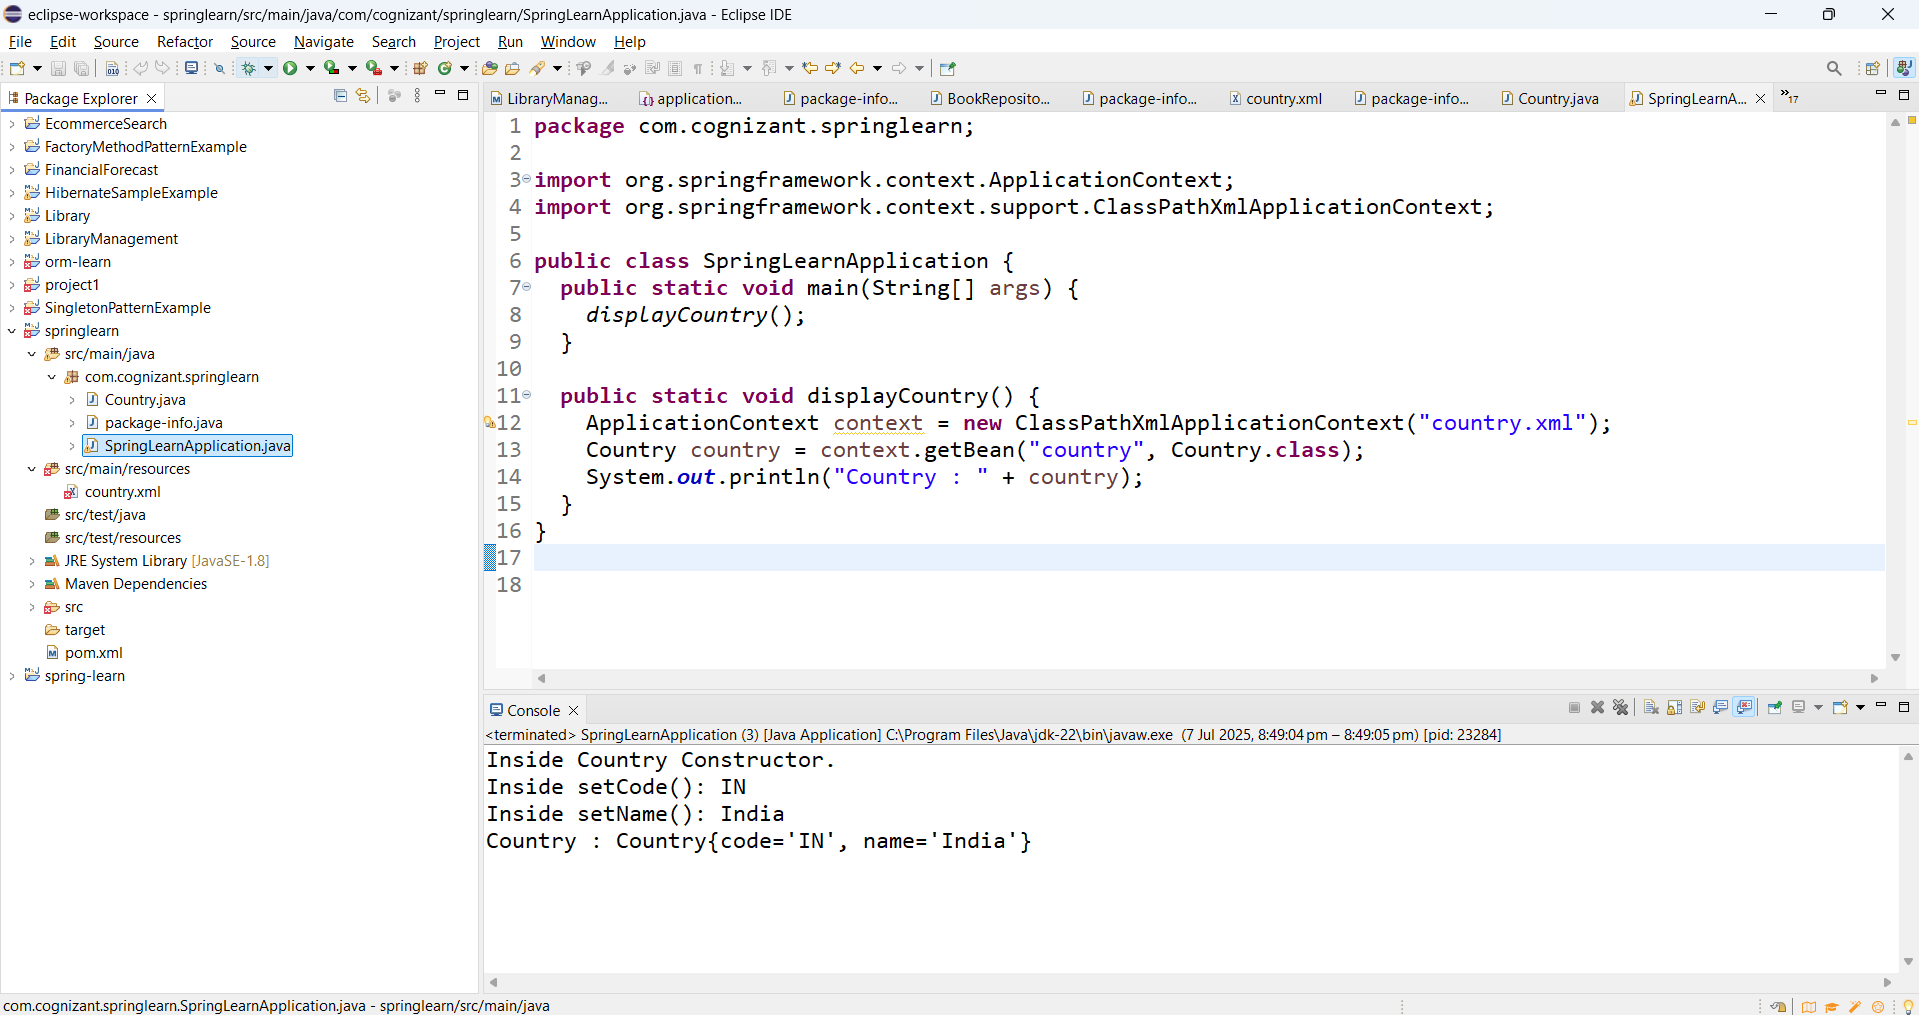 eclipse-workspace - springlearn/src/main/java/com/cognizant/springlearn/SpringLearnApplication.java - Eclipse IDE
File Edit Source Refactor Source Navigate Search Project Run Window Help
Package Explorer
EcommerceSearch
FactoryMethodPatternExample
FinancialForecast
HibernateSampleExample
Library
LibraryManagement
orm-learn
project1
SingletonPatternExample
springlearn
src/main/java
com.cognizant.springlearn
Country.java
package-info.java
SpringLearnApplication.java
src/main/resources
country.xml
src/test/java
src/test/resources
JRE System Library [JavaSE-1.8]
Maven Dependencies
src
target
pom.xml
spring-learn
LibraryManag... application... package-info... BookReposito... package-info... country.xml package-info... Country.java SpringLearnA... »17
1 package com.cognizant.springlearn;
2
3 import org.springframework.context.ApplicationContext;
4 import org.springframework.context.support.ClassPathXmlApplicationContext;
5
6 public class SpringLearnApplication {
7 public static void main(String[] args) {
8 displayCountry();
9 }
10
11 public static void displayCountry() {
12 ApplicationContext context = new ClassPathXmlApplicationContext("country.xml");
13 Country country = context.getBean("country", Country.class);
14 System.out.println("Country : " + country);
15 }
16 }
17
18
Console
<terminated> SpringLearnApplication (3) [Java Application] C:\Program Files\Java\jdk-22\bin\javaw.exe (7 Jul 2025, 8:49:04 pm – 8:49:05 pm) [pid: 23284]
Inside Country Constructor.
Inside setCode(): IN
Inside setName(): India
Country : Country{code='IN', name='India'}
com.cognizant.springlearn.SpringLearnApplication.java - springlearn/src/main/java